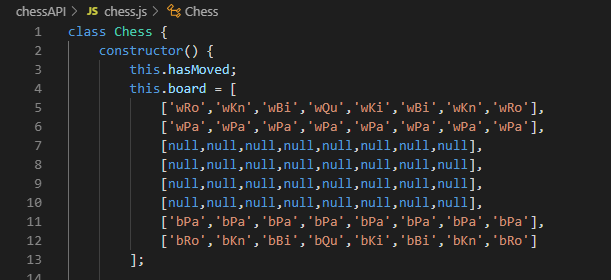 chessAPI > JS chess.js > Chess
1 class Chess {
2 constructor() {
3 this.hasMoved;
4 this.board = [
5 ['wRo','wKn','wBi','wQu','wKi','wBi','wKn','wRo'],
6 ['wPa','wPa','wPa','wPa','wPa','wPa','wPa','wPa'],
7 [null,null,null,null,null,null,null,null],
8 [null,null,null,null,null,null,null,null],
9 [null,null,null,null,null,null,null,null],
10 [null,null,null,null,null,null,null,null],
11 ['bPa','bPa','bPa','bPa','bPa','bPa','bPa','bPa'],
12 ['bRo','bKn','bBi','bQu','bKi','bBi','bKn','bRo']
13 ];